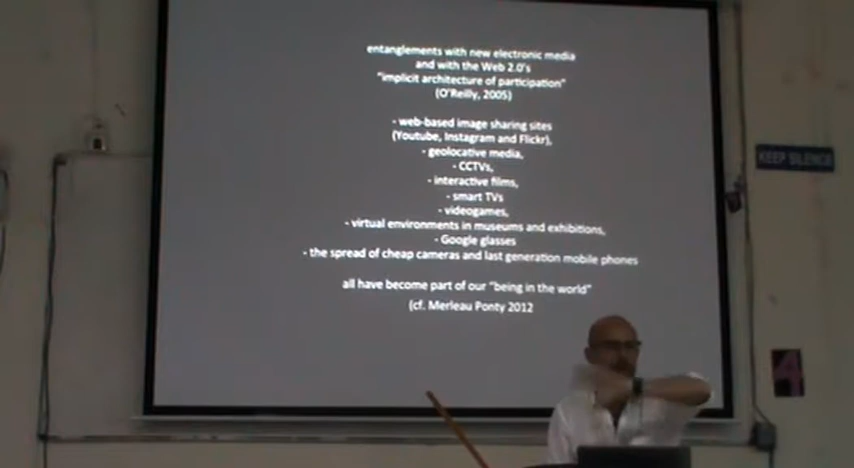 entanglements with new electronic media
and with the Web 2.0's
"implicit architecture of participation"
(O'Reilly, 2005)
- web-based image sharing sites
(Youtube, Instagram and Flickr),
- geolocative media,
- CCTVs,
- interactive films,
- smart TVs
- videogames,
- virtual environments in museums and exhibitions,
- Google glasses
- the spread of cheap cameras and last generation mobile phones
all have become part of our "being in the world"
(cf. Merleau Ponty 2012
KEEP SILENCE
4